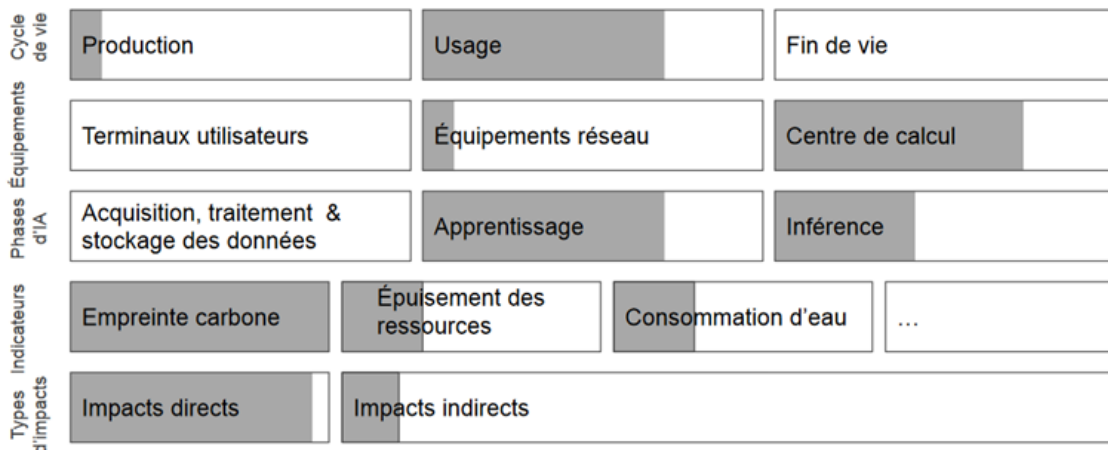 Cycle
de vie
Production
Usage
Fin de vie
Équipements
Terminaux utilisateurs
Équipements réseau
Centre de calcul
Phases
d'IA
Acquisition, traitement &
stockage des données
Apprentissage
Inférence
Indicateurs
Empreinte carbone
Épuisement des
ressources
Consommation d'eau
…
Types
d'impacts
Impacts directs
Impacts indirects